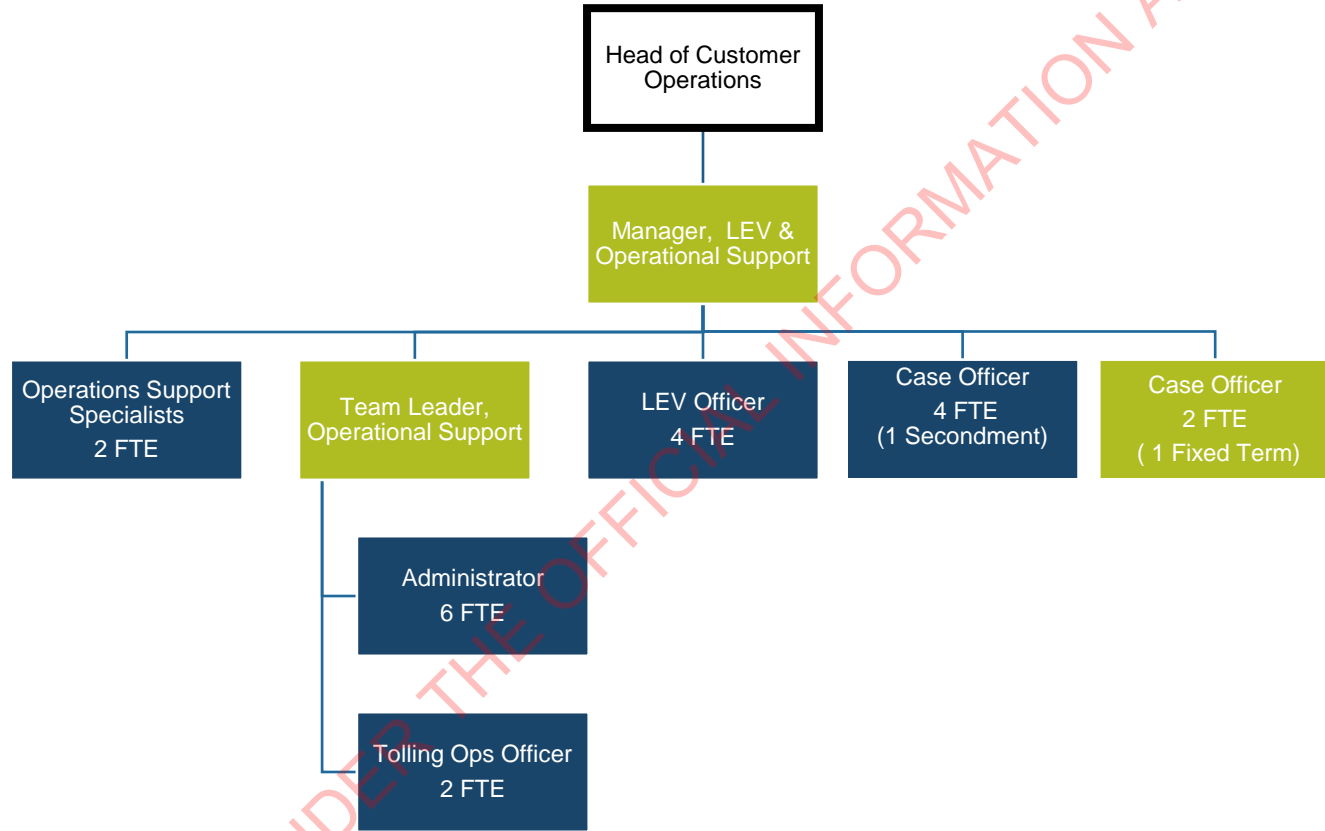 Head of Customer
Operations
Manager, LEV &
Operational Support
Operations Support
Specialists
2 FTE
Team Leader,
Operational Support
LEV Officer
4 FTE
Case Officer
4 FTE
(1 Secondment)
Case Officer
2 FTE
( 1 Fixed Term)
Administrator
6 FTE
Tolling Ops Officer
2 FTE
THE OFFICIAL INFORMATION